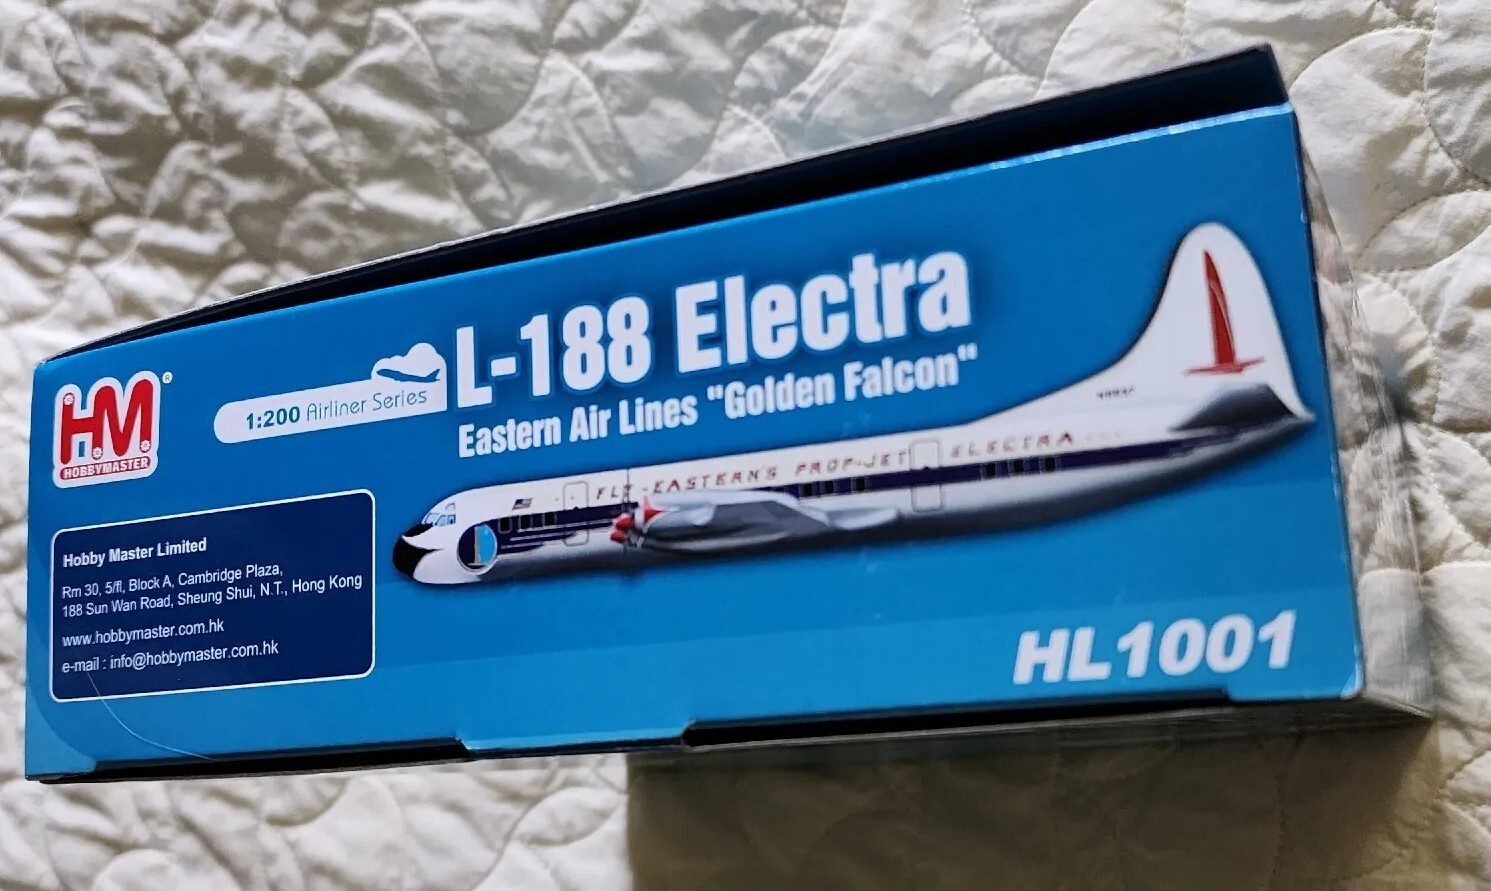 HM®
HOBBYMASTER
1:200 Airliner Series
L-188 Electra
Eastern Air Lines "Golden Falcon"
FLY-EASTERN'S PROP-JET ELECTRA
Hobby Master Limited
Rm 30, 5/fl, Block A, Cambridge Plaza,
188 Sun Wan Road, Sheung Shui, N.T., Hong Kong
www.hobbymaster.com.hk
e-mail : info@hobbymaster.com.hk
HL1001